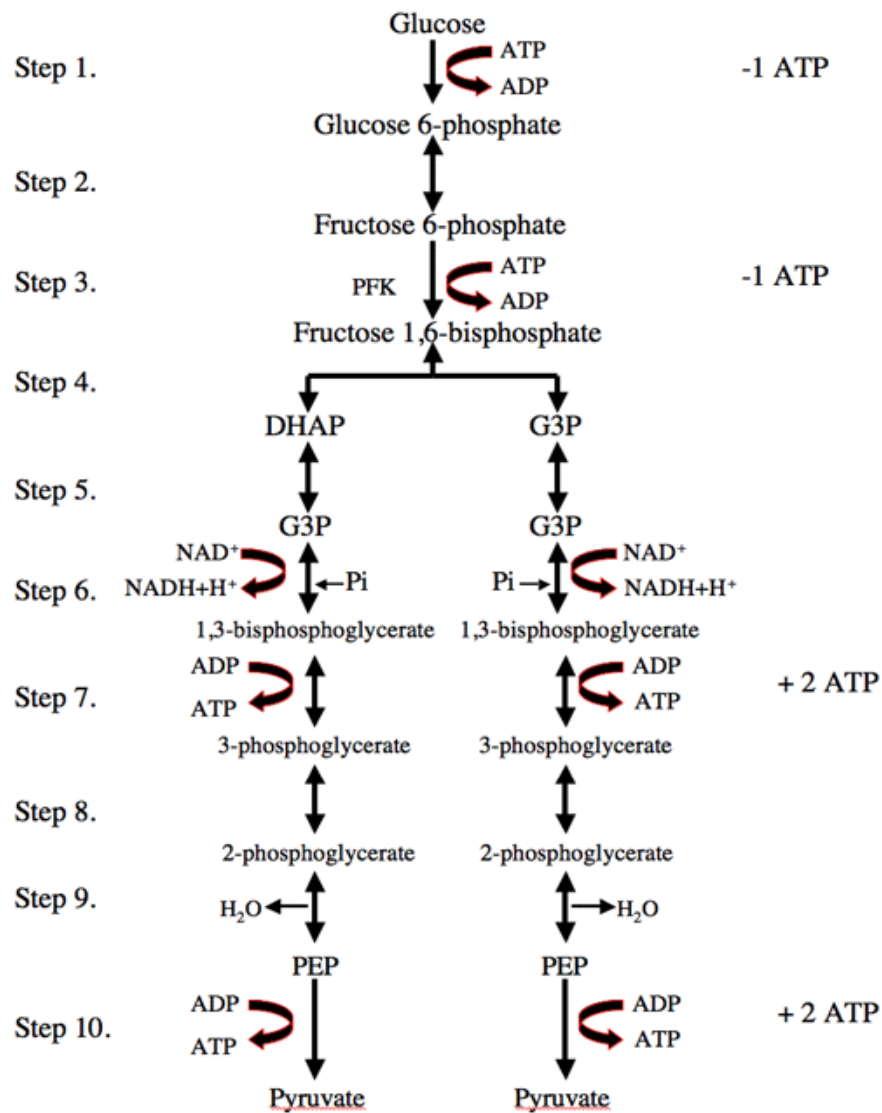 Glucose
Step 1.
ATP
ADP
-1 ATP
Glucose 6-phosphate
Step 2.
Fructose 6-phosphate
Step 3.
PFK
ATP
ADP
-1 ATP
Fructose 1,6-bisphosphate
Step 4.
DHAP G3P
Step 5.
G3P G3P
Step 6.
NAD⁺
NADH+H⁺
Pi
Pi
NAD⁺
NADH+H⁺
1,3-bisphosphoglycerate 1,3-bisphosphoglycerate
Step 7.
ADP
ATP
ADP
ATP
+ 2 ATP
3-phosphoglycerate 3-phosphoglycerate
Step 8.
2-phosphoglycerate 2-phosphoglycerate
Step 9.
H₂O H₂O
PEP PEP
Step 10.
ADP
ATP
ADP
ATP
+ 2 ATP
Pyruvate Pyruvate